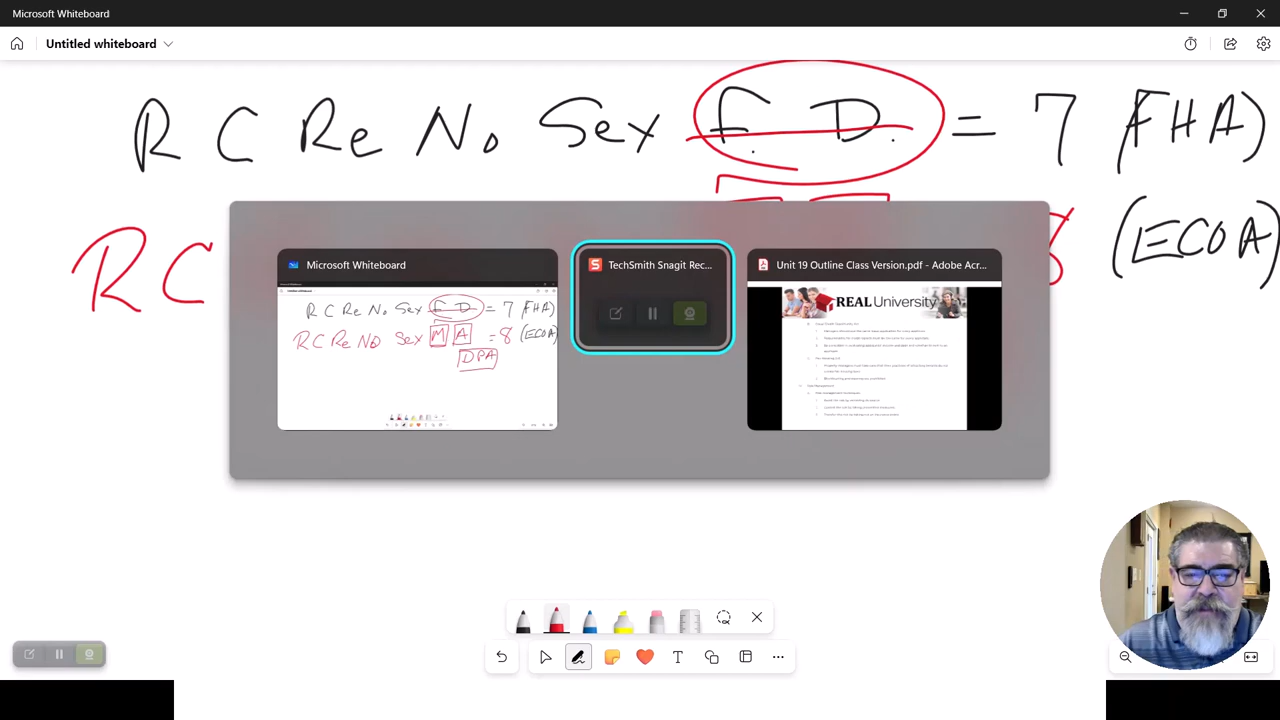 Microsoft Whiteboard
Untitled whiteboard
R C Re No Sex F. D. = 7 (FHA)
R C
8 (ECOA)
Microsoft Whiteboard
TechSmith Snagit Rec...
Unit 19 Outline Class Version.pdf - Adobe Acr...
R C Re No Sex F D = 7 (FHA)
R C Re No Sex M A = 8 (ECOA)
DPA
REAL University